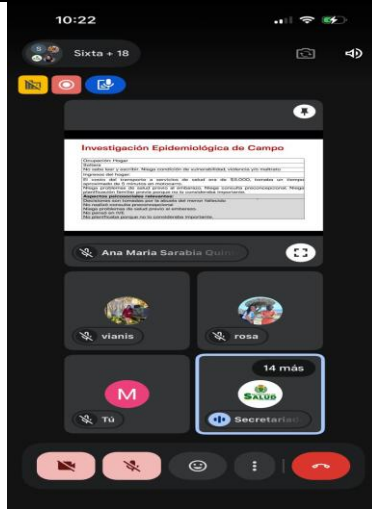 10:22
Sixta + 18
Investigación Epidemiológica de Campo
Ocupación Hogar
Soltera
No sabe leer y escribir. Niega condición de vulnerabilidad, violencia y/o maltrato
Ingresos del hogar:
El costo del transporte a servicios de salud era de $5.000, tomaba un tiempo
aproximado de 5 minutos en motocarro.
Niega problemas de salud previo al embarazo, Niega consulta preconcepcional. Niega
planificación familiar previa porque no lo consideraba importante.
Aspectos psicosociales relevantes:
Decisiones son tomadas por la abuela del menor fallecido
No realizó consulta preconcepcional
Niega problemas de salud previo al embarazo.
No pensó en IVE
No planificaba porque no lo consideraba importante.
Ana Maria Sarabia Quin
vianis
rosa
14 más
M
SALUD
Tú
Secretaria